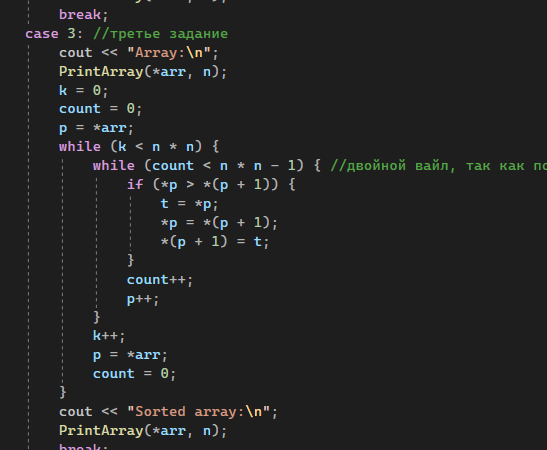 break;
case 3: //третье задание
cout << "Array:\n";
PrintArray(*arr, n);
k = 0;
count = 0;
p = *arr;
while (k < n * n) {
while (count < n * n - 1) { //двойной вайл, так как по
if (*p > *(p + 1)) {
t = *p;
*p = *(p + 1);
*(p + 1) = t;
}
count++;
p++;
}
k++;
p = *arr;
count = 0;
}
cout << "Sorted array:\n";
PrintArray(*arr, n);
break;